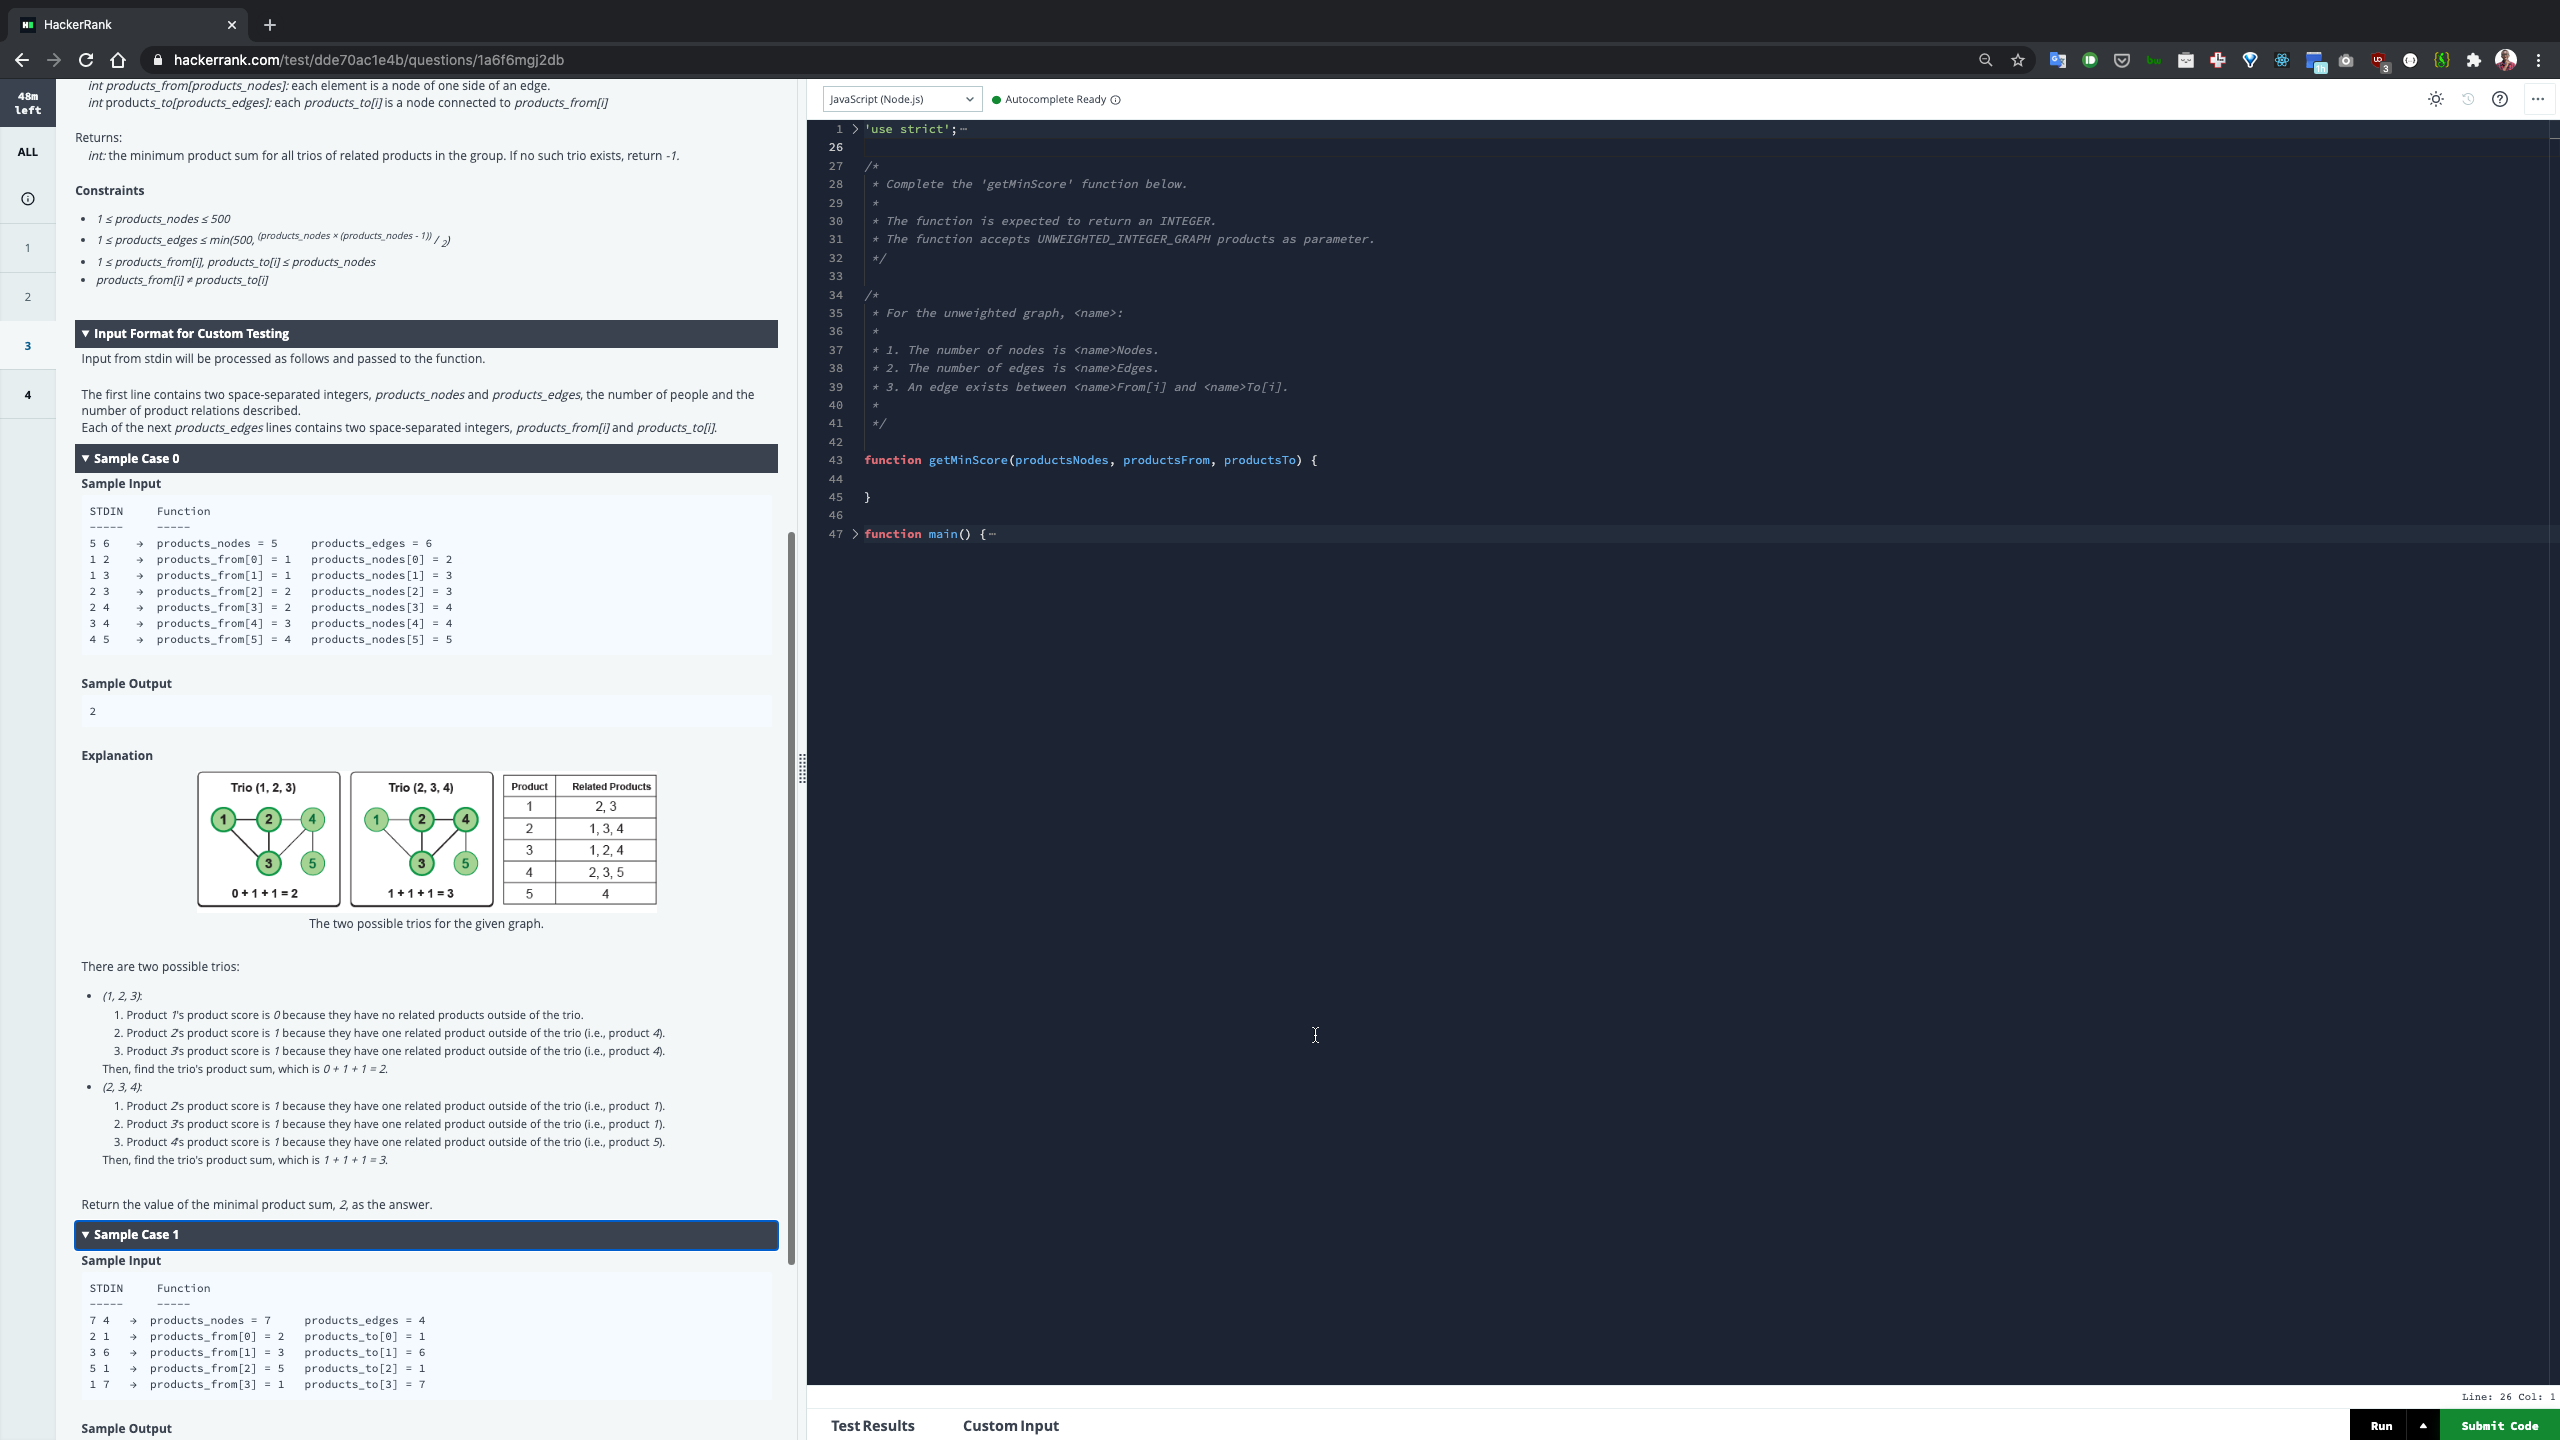 HackerRank
hackerrank.com/test/dde70ac1e4b/questions/1a6f6mgj2db
48m
left
ALL
1
2
3
4
int products_from[products_nodes]: each element is a node of one side of an edge.
int products_to[products_edges]: each products_to[i] is a node connected to products_from[i]
Returns:
int: the minimum product sum for all trios of related products in the group. If no such trio exists, return -1.
Constraints
• 1 ≤ products_nodes ≤ 500
• 1 ≤ products_edges ≤ min(500, (products_nodes × (products_nodes - 1)) / 2)
• 1 ≤ products_from[i], products_to[i] ≤ products_nodes
• products_from[i] ≠ products_to[i]
▼ Input Format for Custom Testing
Input from stdin will be processed as follows and passed to the function.
The first line contains two space-separated integers, products_nodes and products_edges, the number of people and the
number of product relations described.
Each of the next products_edges lines contains two space-separated integers, products_from[i] and products_to[i].
▼ Sample Case 0
Sample Input
STDIN Function
----- -----
5 6 → products_nodes = 5 products_edges = 6
1 2 → products_from[0] = 1 products_nodes[0] = 2
1 3 → products_from[1] = 1 products_nodes[1] = 3
2 3 → products_from[2] = 2 products_nodes[2] = 3
2 4 → products_from[3] = 2 products_nodes[3] = 4
3 4 → products_from[4] = 3 products_nodes[4] = 4
4 5 → products_from[5] = 4 products_nodes[5] = 5
Sample Output
2
Explanation
Trio (1, 2, 3)
1 2 4
3 5
0 + 1 + 1 = 2
Trio (2, 3, 4)
1 2 4
3 5
1 + 1 + 1 = 3
Product Related Products
1 2, 3
2 1, 3, 4
3 1, 2, 4
4 2, 3, 5
5 4
The two possible trios for the given graph.
There are two possible trios:
• (1, 2, 3):
1. Product 1's product score is 0 because they have no related products outside of the trio.
2. Product 2's product score is 1 because they have one related product outside of the trio (i.e., product 4).
3. Product 3's product score is 1 because they have one related product outside of the trio (i.e., product 4).
Then, find the trio's product sum, which is 0 + 1 + 1 = 2.
• (2, 3, 4):
1. Product 2's product score is 1 because they have one related product outside of the trio (i.e., product 1).
2. Product 3's product score is 1 because they have one related product outside of the trio (i.e., product 1).
3. Product 4's product score is 1 because they have one related product outside of the trio (i.e., product 5).
Then, find the trio's product sum, which is 1 + 1 + 1 = 3.
Return the value of the minimal product sum, 2, as the answer.
▼ Sample Case 1
Sample Input
STDIN Function
----- -----
7 4 → products_nodes = 7 products_edges = 4
2 1 → products_from[0] = 2 products_to[0] = 1
3 6 → products_from[1] = 3 products_to[1] = 6
5 1 → products_from[2] = 5 products_to[2] = 1
1 7 → products_from[3] = 1 products_to[3] = 7
Sample Output
JavaScript (Node.js)
Autocomplete Ready
1 'use strict';
26
27 /*
28 * Complete the 'getMinScore' function below.
29 *
30 * The function is expected to return an INTEGER.
31 * The function accepts UNWEIGHTED_INTEGER_GRAPH products as parameter.
32 */
33
34 /*
35 * For the unweighted graph, <name>:
36 *
37 * 1. The number of nodes is <name>Nodes.
38 * 2. The number of edges is <name>Edges.
39 * 3. An edge exists between <name>From[i] and <name>To[i].
40 *
41 */
42
43 function getMinScore(productsNodes, productsFrom, productsTo) {
44
45 }
46
47 function main() {
Line: 26 Col: 1
Test Results
Custom Input
Run
Submit Code